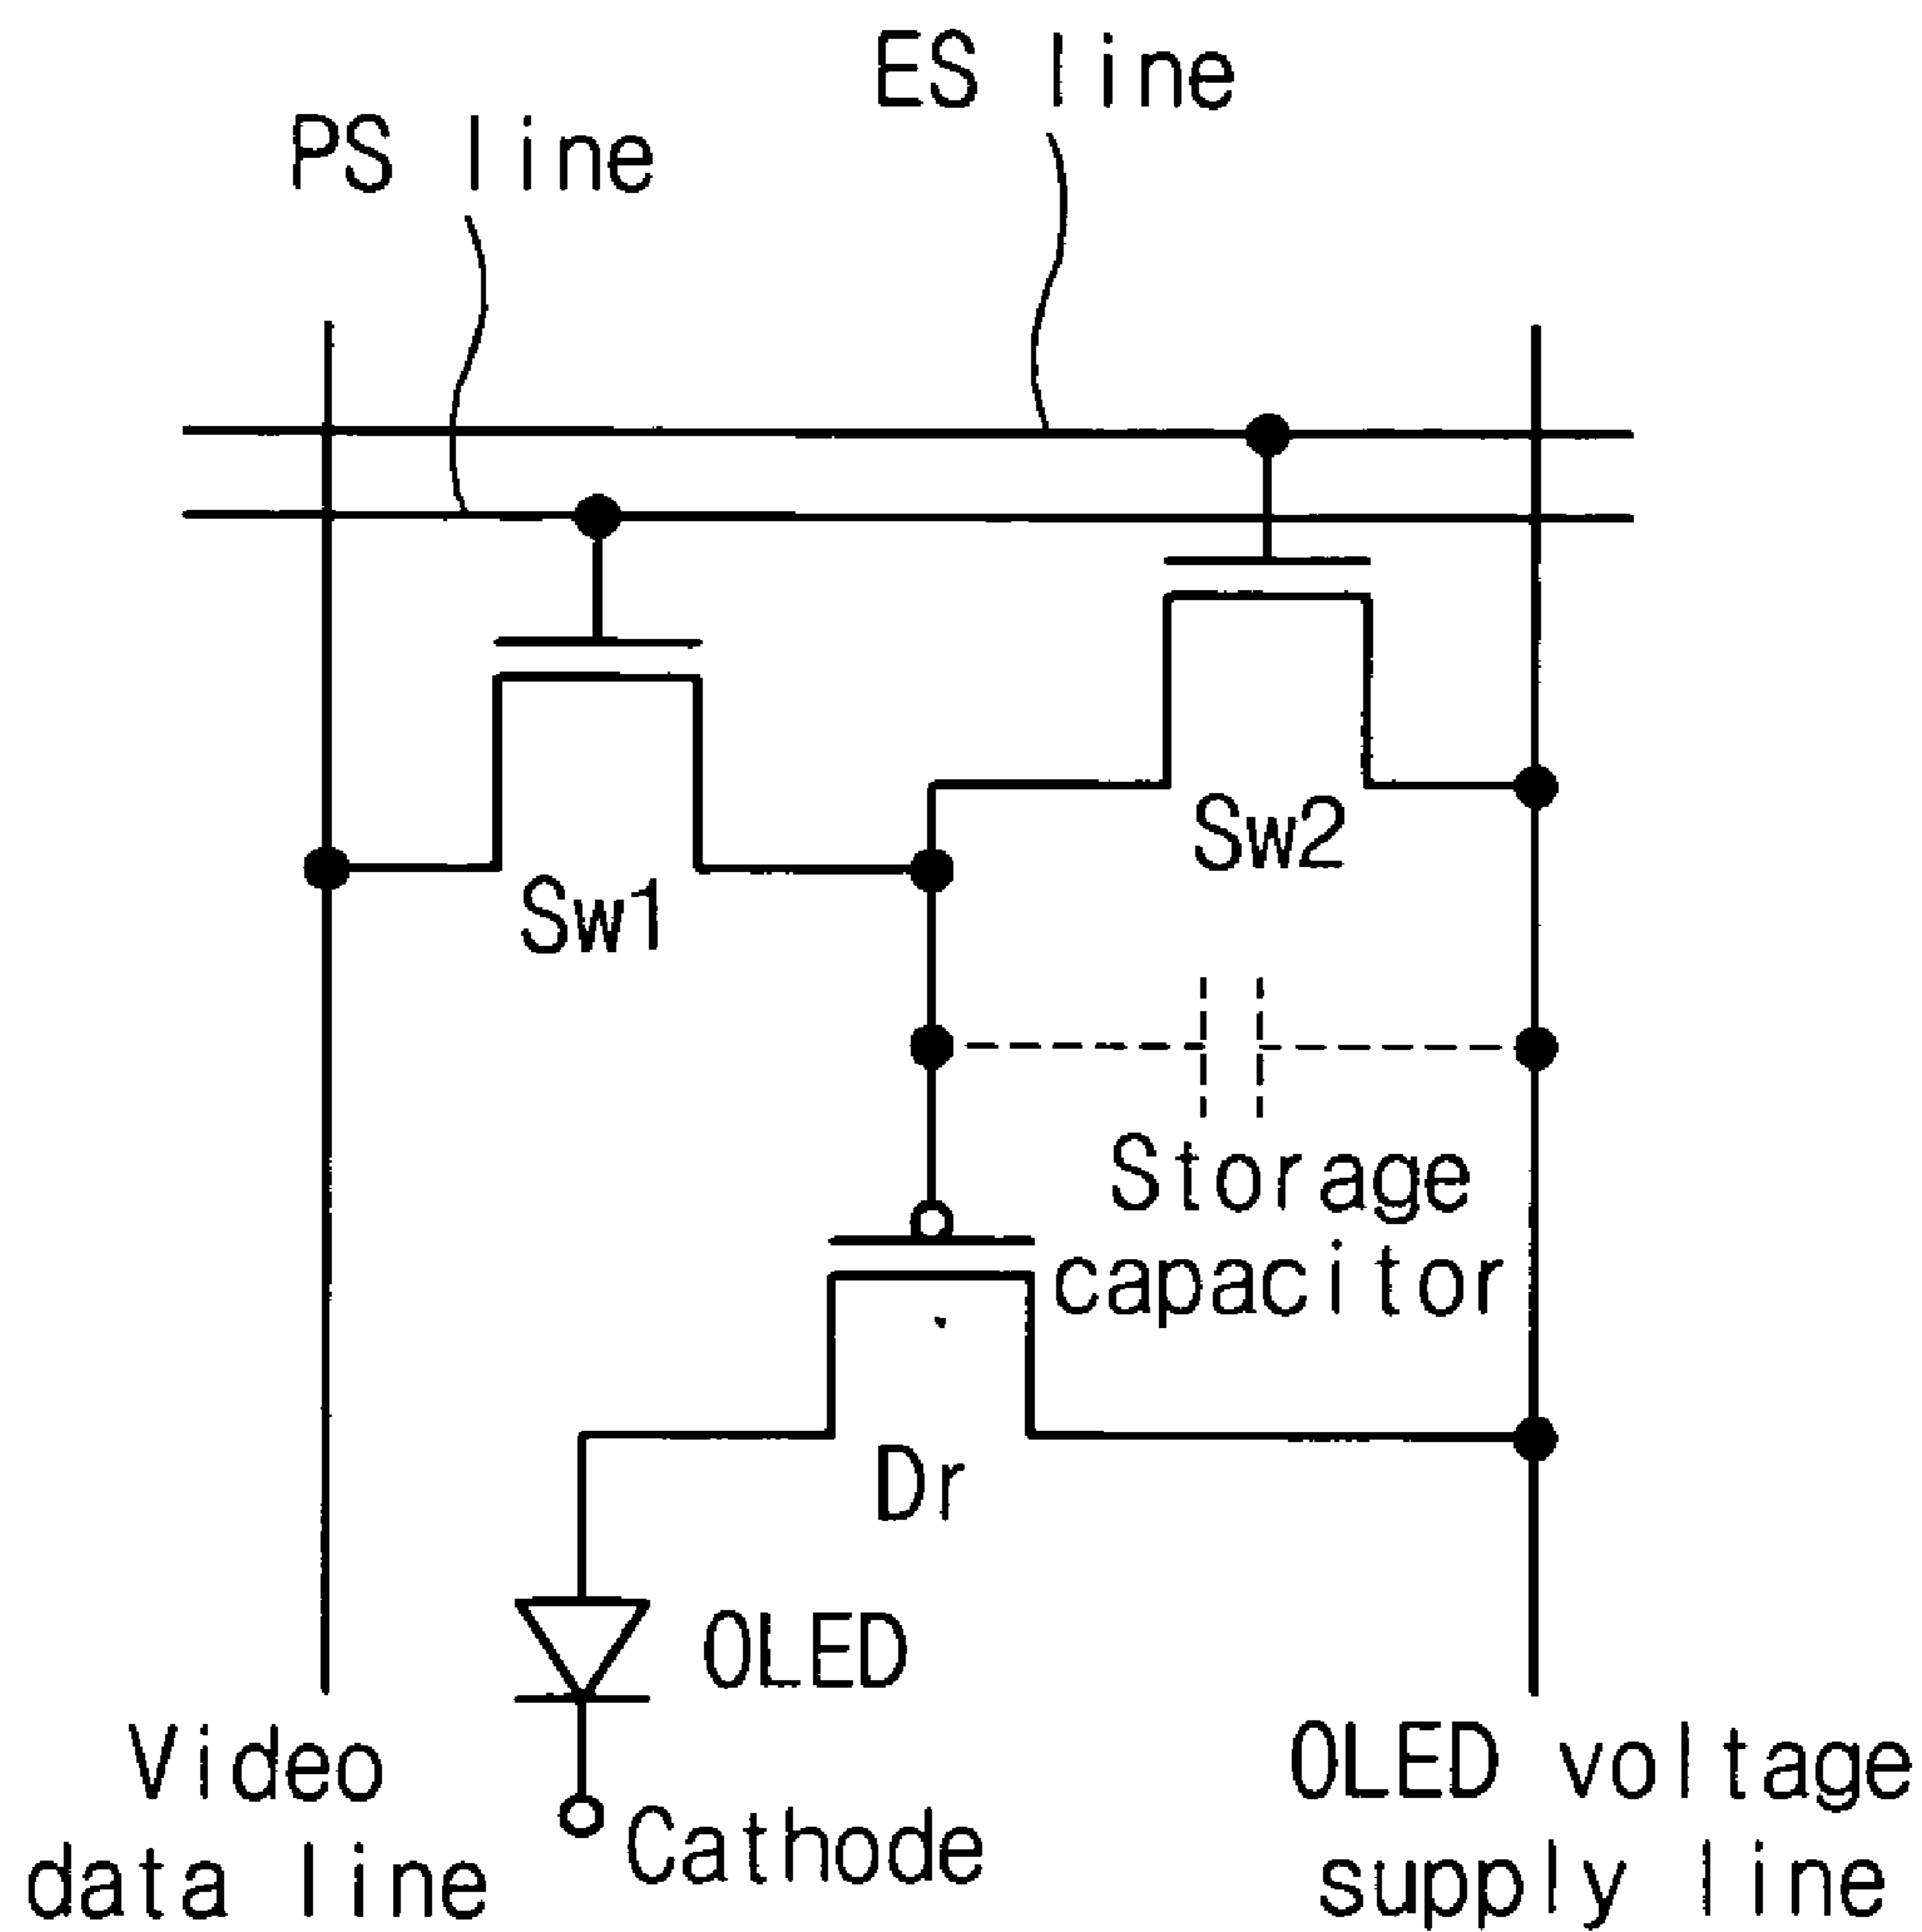 ES line
PS line
Sw2
Sw1
Storage
capacitor
Dr
OLED
Video
data line
Cathode
OLED voltage
supply line